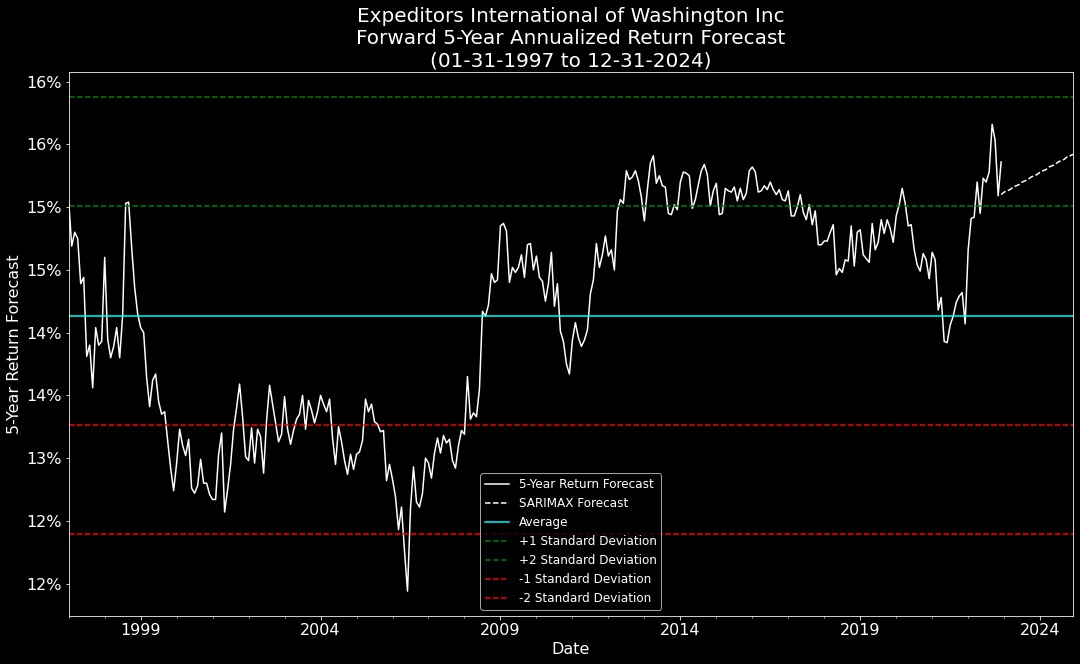 Expeditors International of Washington Inc
Forward 5-Year Annualized Return Forecast
(01-31-1997 to 12-31-2024)
16%
16%
15%
15%
14%
14%
13%
12%
12%
5-Year Return Forecast
5-Year Return Forecast
SARIMAX Forecast
Average
+1 Standard Deviation
+2 Standard Deviation
-1 Standard Deviation
-2 Standard Deviation
1999
2004
2009
2014
2019
2024
Date